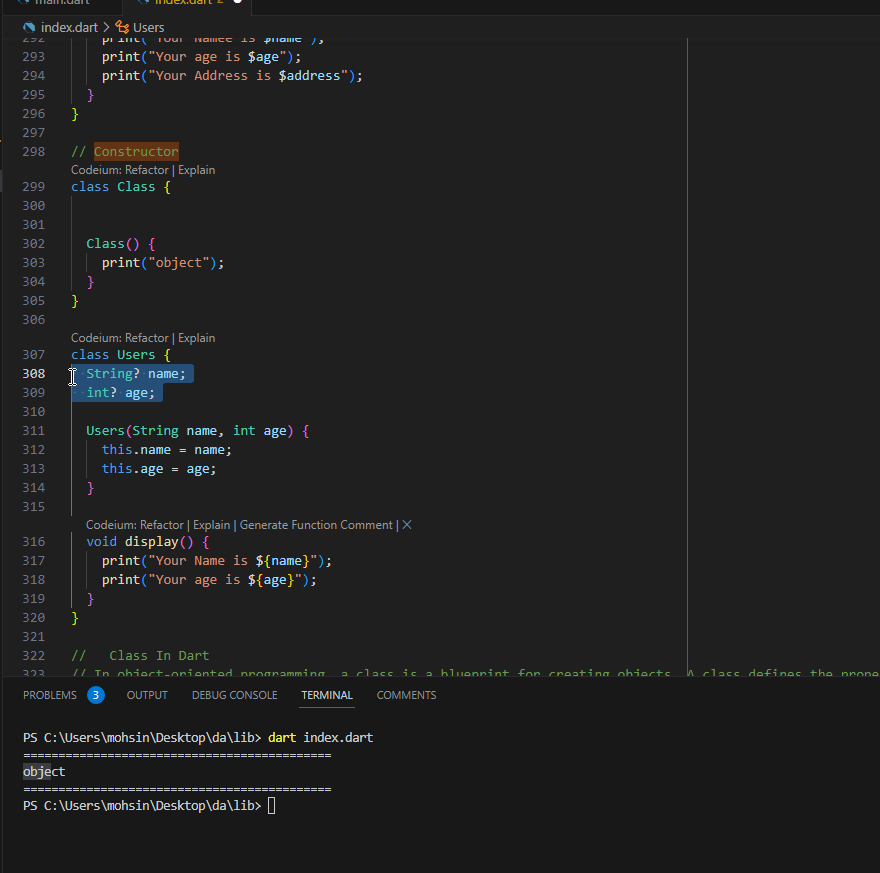 main.dart
index.dart 2
index.dart > Users
292 print("Your Namee is $name");
293 print("Your age is $age");
294 print("Your Address is $address");
295 }
296 }
297
298 // Constructor
Codeium: Refactor | Explain
299 class Class {
300
301
302 Class() {
303 print("object");
304 }
305 }
306
Codeium: Refactor | Explain
307 class Users {
308 String? name;
309 int? age;
310
311 Users(String name, int age) {
312 this.name = name;
313 this.age = age;
314 }
315
Codeium: Refactor | Explain | Generate Function Comment | X
316 void display() {
317 print("Your Name is ${name}");
318 print("Your age is ${age}");
319 }
320 }
321
322 //   Class In Dart
323 // In object-oriented programming, a class is a blueprint for creating objects. A class defines the prope
PROBLEMS 3 OUTPUT DEBUG CONSOLE TERMINAL COMMENTS
PS C:\Users\mohsin\Desktop\da\lib> dart index.dart
============================================
object
============================================
PS C:\Users\mohsin\Desktop\da\lib>